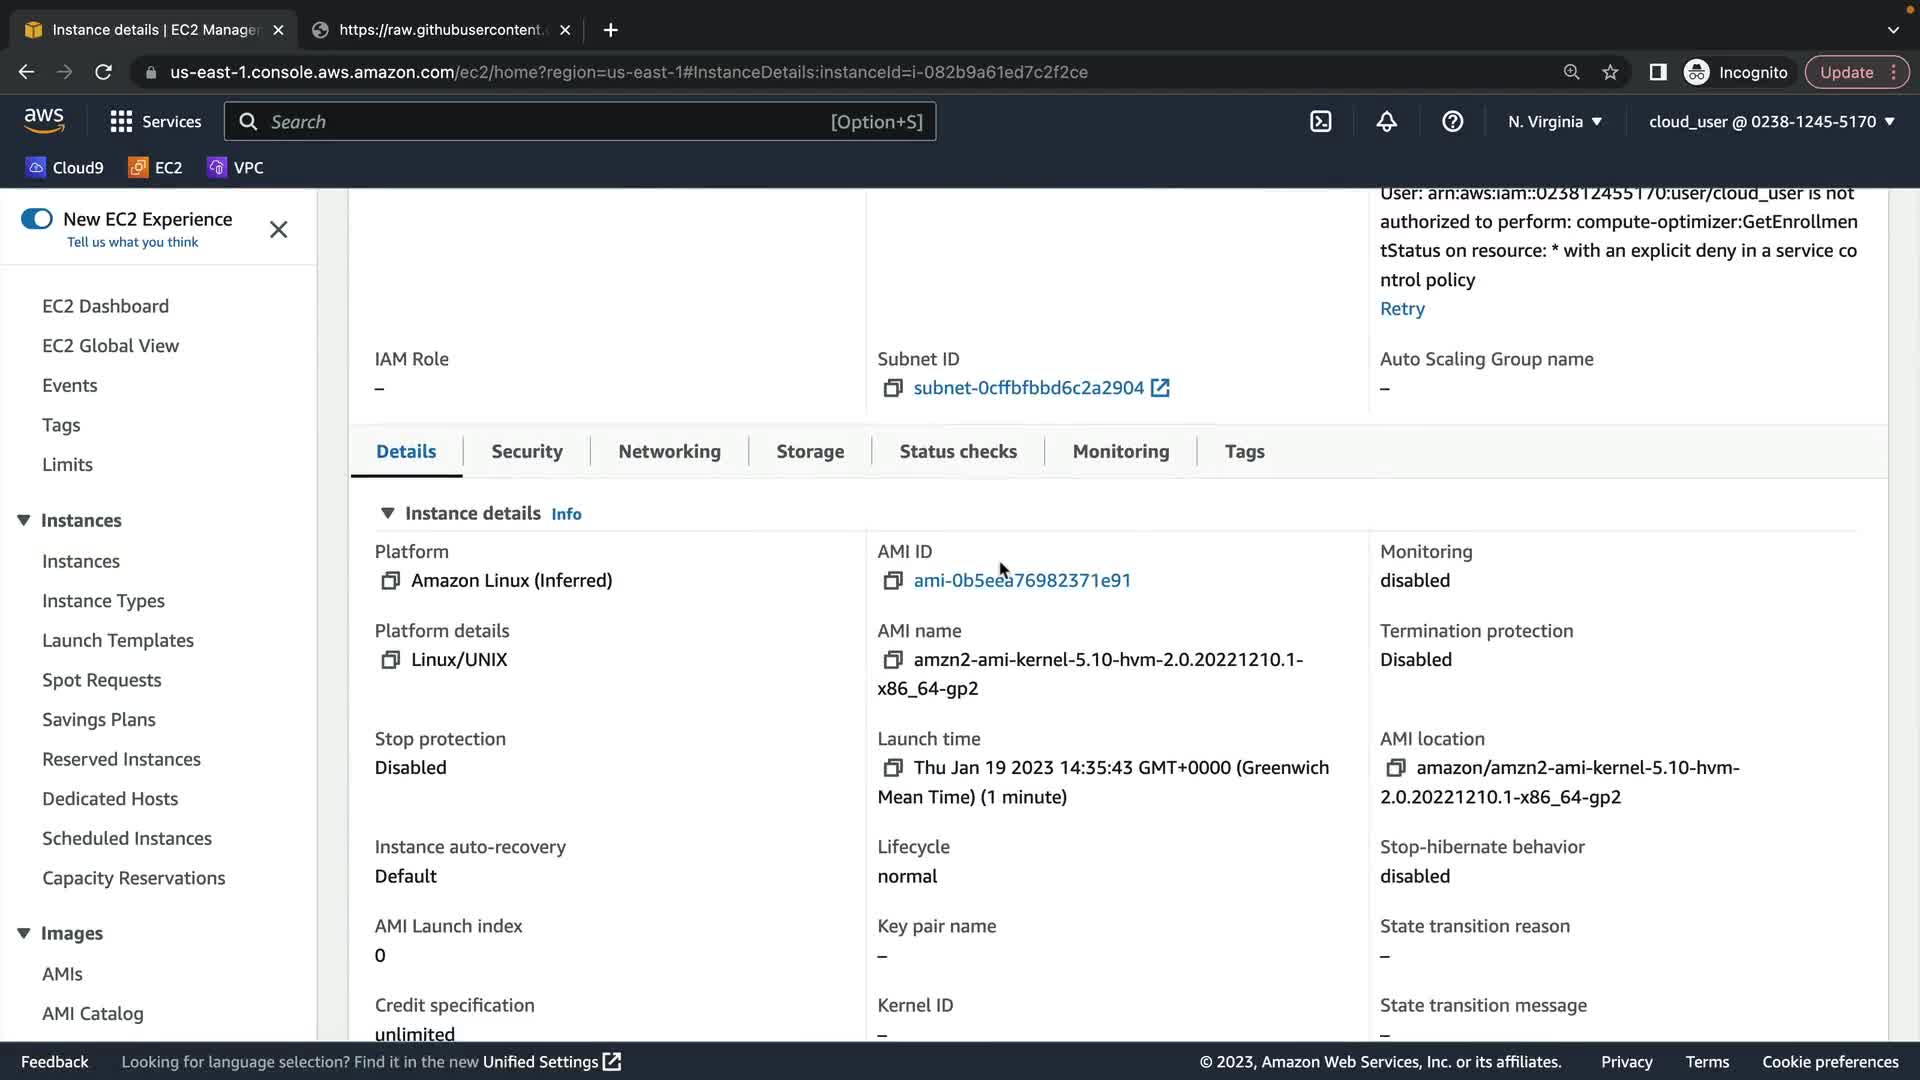 Instance details | EC2 Manager
https://raw.githubusercontent.
us-east-1.console.aws.amazon.com/ec2/home?region=us-east-1#InstanceDetails:instanceId=i-082b9a61ed7c2f2ce
Incognito
Update
aws
Services
Search
[Option+S]
N. Virginia
cloud_user @ 0238-1245-5170
Cloud9
EC2
VPC
New EC2 Experience
Tell us what you think
EC2 Dashboard
EC2 Global View
Events
Tags
Limits
Instances
Instances
Instance Types
Launch Templates
Spot Requests
Savings Plans
Reserved Instances
Dedicated Hosts
Scheduled Instances
Capacity Reservations
Images
AMIs
AMI Catalog
User: arn:aws:iam::023812455170:user/cloud_user is not
authorized to perform: compute-optimizer:GetEnrollmen
tStatus on resource: * with an explicit deny in a service co
ntrol policy
Retry
IAM Role
–
Subnet ID
subnet-0cffbfbbd6c2a2904
Auto Scaling Group name
–
Details
Security
Networking
Storage
Status checks
Monitoring
Tags
Instance details Info
Platform
Amazon Linux (Inferred)
AMI ID
ami-0b5eea76982371e91
Monitoring
disabled
Platform details
Linux/UNIX
AMI name
amzn2-ami-kernel-5.10-hvm-2.0.20221210.1-
x86_64-gp2
Termination protection
Disabled
Stop protection
Disabled
Launch time
Thu Jan 19 2023 14:35:43 GMT+0000 (Greenwich
Mean Time) (1 minute)
AMI location
amazon/amzn2-ami-kernel-5.10-hvm-
2.0.20221210.1-x86_64-gp2
Instance auto-recovery
Default
Lifecycle
normal
Stop-hibernate behavior
disabled
AMI Launch index
0
Key pair name
–
State transition reason
–
Credit specification
unlimited
Kernel ID
–
State transition message
–
Feedback
Looking for language selection? Find it in the new Unified Settings
© 2023, Amazon Web Services, Inc. or its affiliates.
Privacy
Terms
Cookie preferences